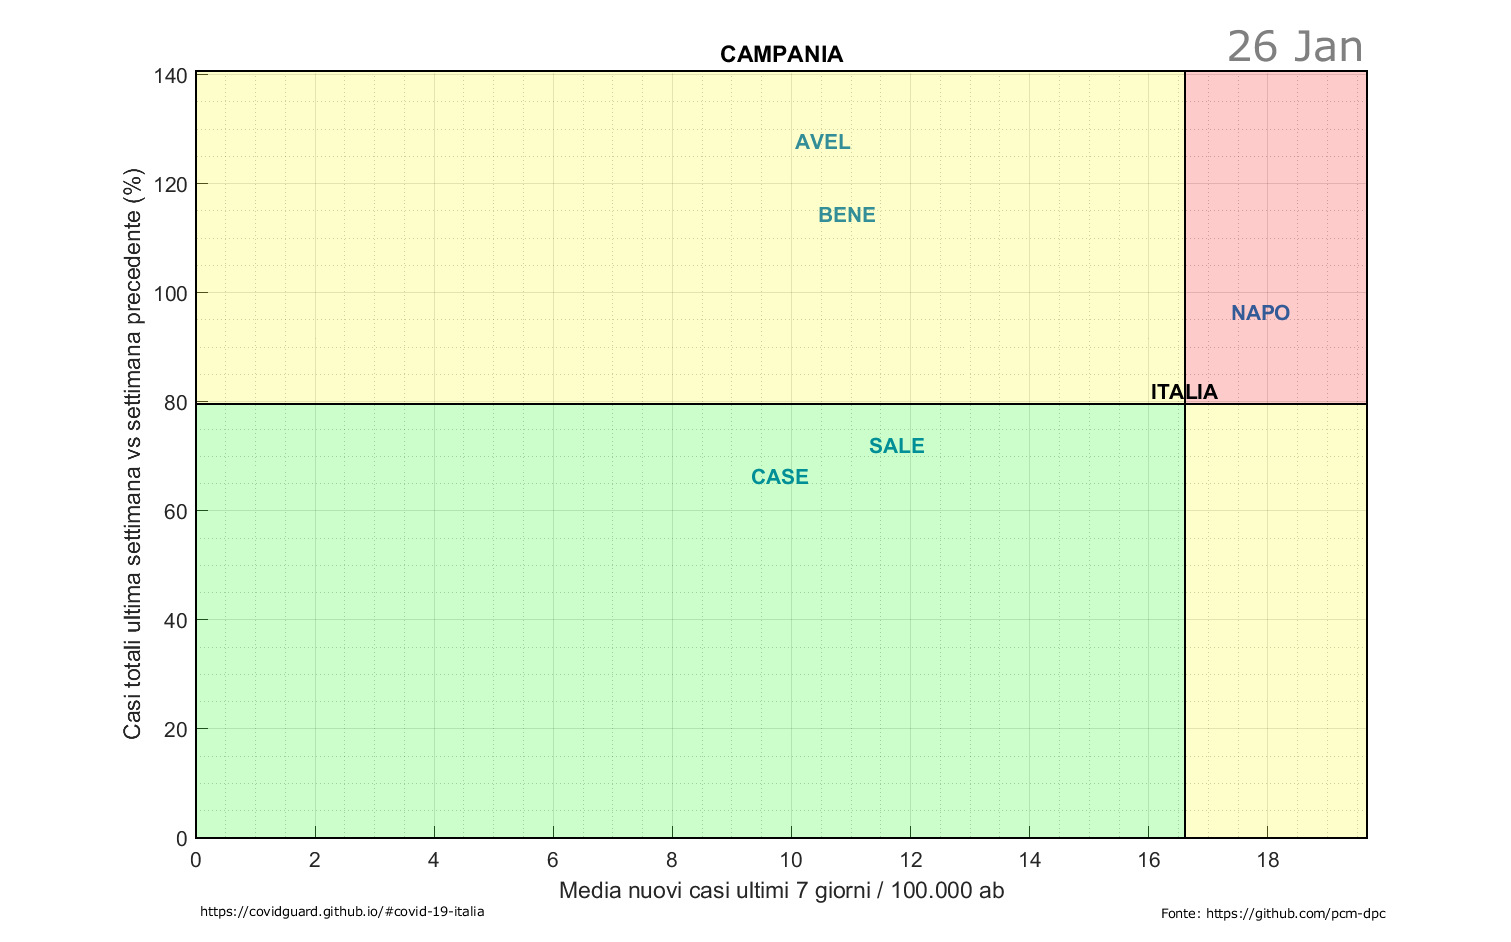 26 Jan
CAMPANIA
Casi totali ultima settimana vs settimana precedente (%)
140
120
100
80
60
40
20
0
AVEL
BENE
NAPO
ITALIA
SALE
CASE
0 2 4 6 8 10 12 14 16 18
Media nuovi casi ultimi 7 giorni / 100.000 ab
https://covidguard.github.io/#covid-19-italia
Fonte: https://github.com/pcm-dpc